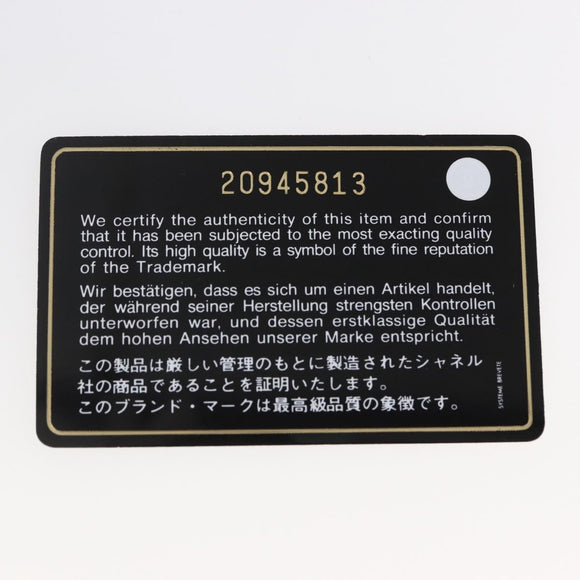 20945813
We certify the authenticity of this item and confirm
that it has been subjected to the most exacting quality
control. Its high quality is a symbol of the fine reputation
of the Trademark.
Wir bestätigen, dass es sich um einen Artikel handelt,
der während seiner Herstellung strengsten Kontrollen
unterworfen war, und dessen erstklassige Qualität
dem hohen Ansehen unserer Marke entspricht.
この製品は厳しい管理のもとに製造されたシャネル
社の商品であることを証明いたします。
このブランド・マークは最高級品質の象徴です。
SYSTEME BREVETE